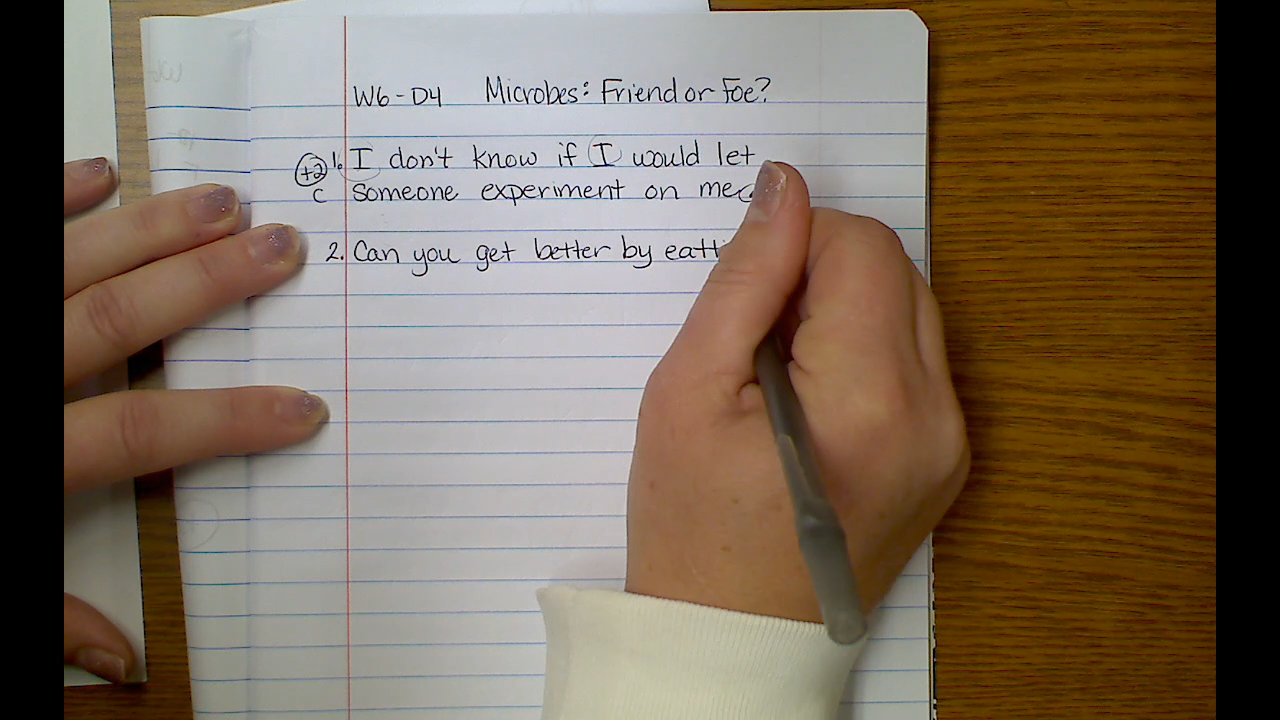 W6-D4 Microbes: Friend or Foe?
+2 1. I don't know if I would let
C someone experiment on me.
2. Can you get better by eatti